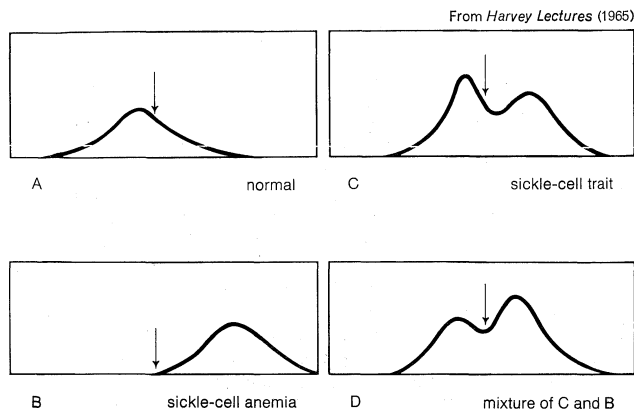 From Harvey Lectures (1965)
A normal
C sickle-cell trait
B sickle-cell anemia
D mixture of C and B